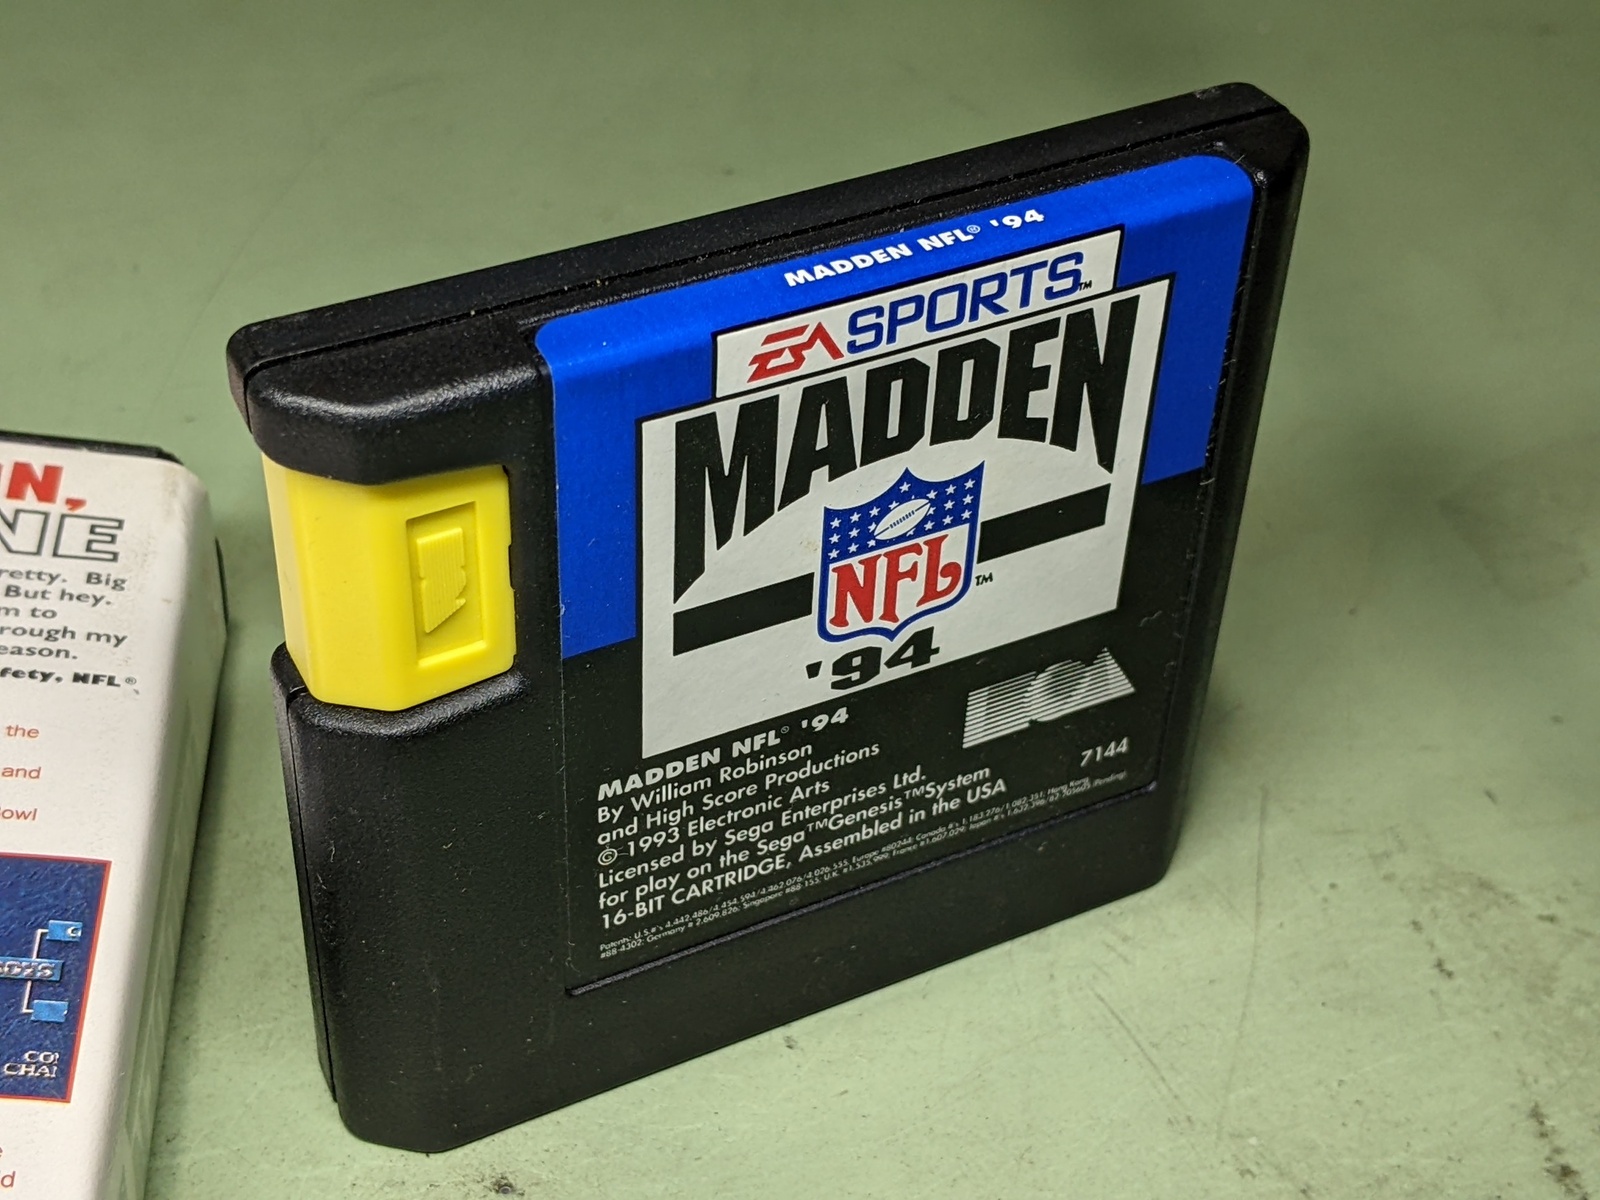 MADDEN NFL® '94
EA SPORTS™
MADDEN
NFL™
'94
EA
MADDEN NFL® '94
By William Robinson
and High Score Productions
© 1993 Electronic Arts
Licensed by Sega Enterprises Ltd.
for play on the Sega™ Genesis™ System
16-BIT CARTRIDGE, Assembled in the USA
7144
N,
NE
retty. Big
But hey.
m to
rough my
eason.
fety, NFL®
the
and
owl
CHA
d